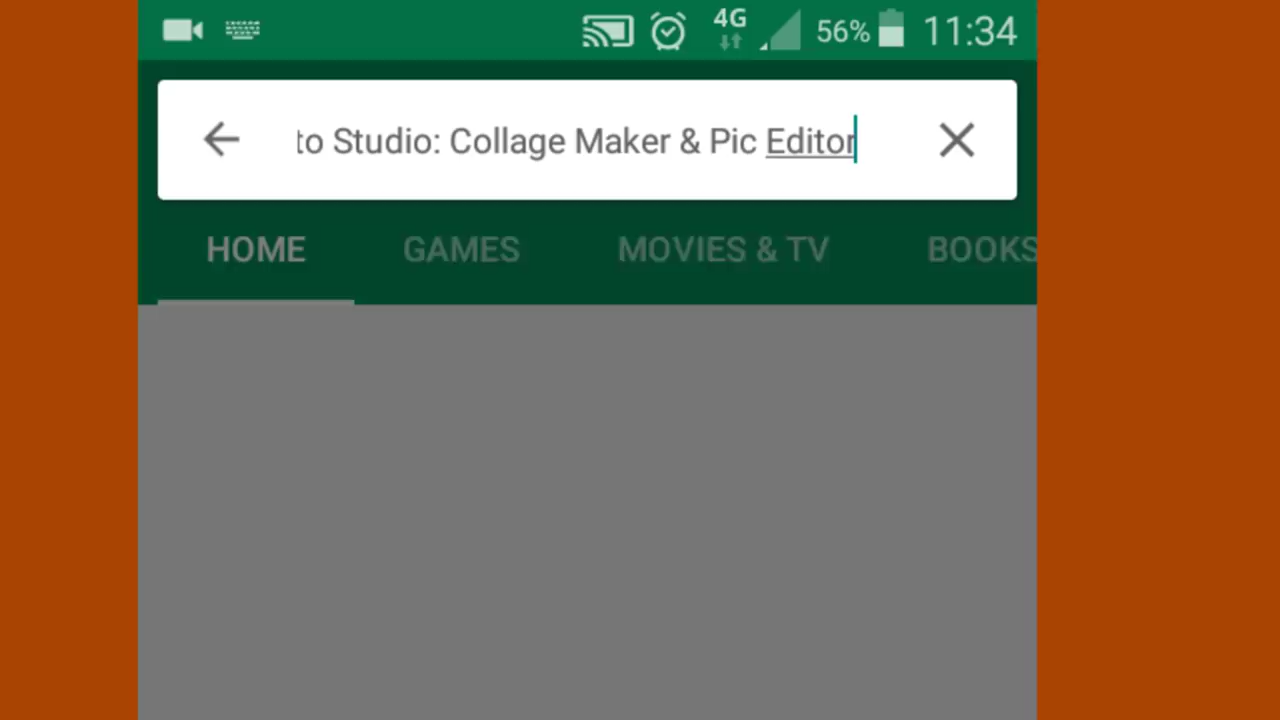 4G 56% 11:34
to Studio: Collage Maker & Pic Editor
HOME GAMES MOVIES & TV BOOKS